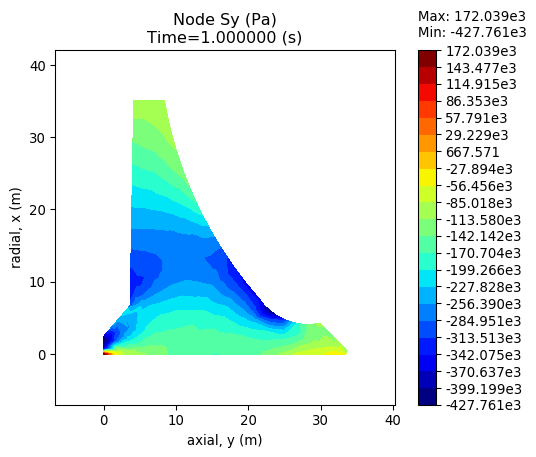 Node Sy (Pa)
Time=1.000000 (s)
Max: 172.039e3
Min: -427.761e3
172.039e3
143.477e3
114.915e3
86.353e3
57.791e3
29.229e3
667.571
-27.894e3
-56.456e3
-85.018e3
-113.580e3
-142.142e3
-170.704e3
-199.266e3
-227.828e3
-256.390e3
-284.951e3
-313.513e3
-342.075e3
-370.637e3
-399.199e3
-427.761e3
40
30
20
10
0
radial, x (m)
0 10 20 30 40
axial, y (m)